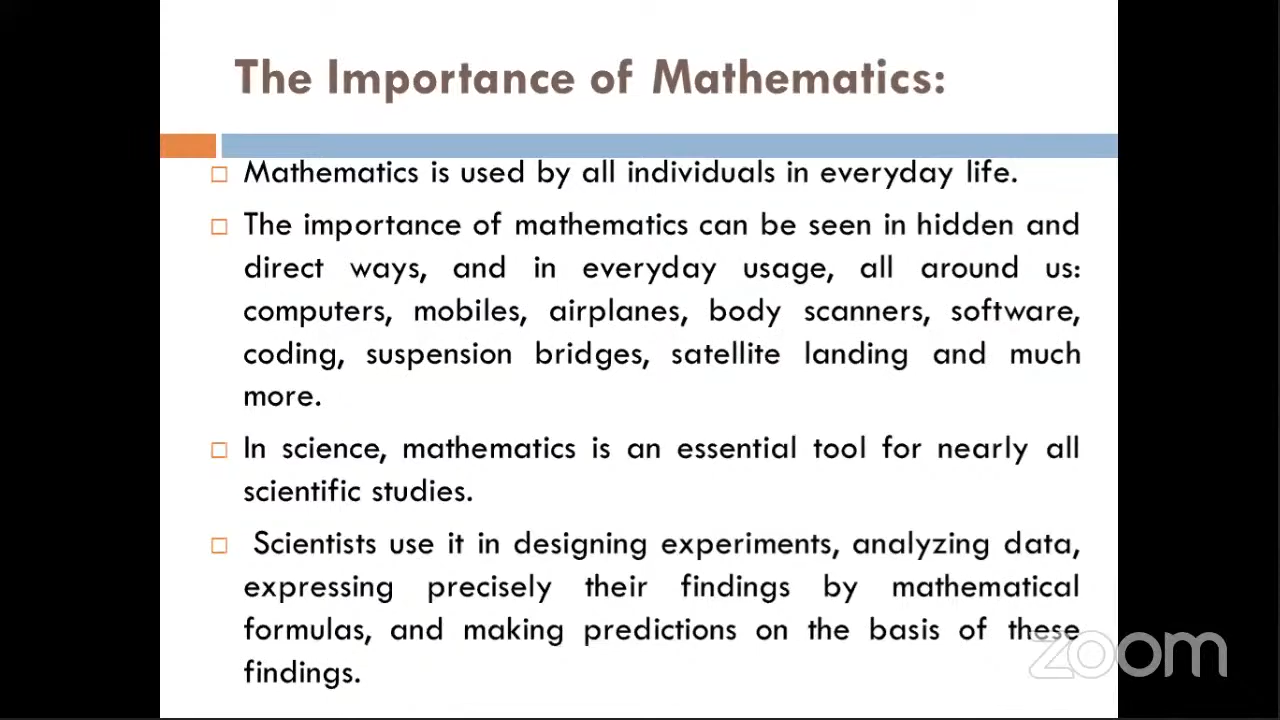 The Importance of Mathematics:
Mathematics is used by all individuals in everyday life.
The importance of mathematics can be seen in hidden and
direct ways, and in everyday usage, all around us:
computers, mobiles, airplanes, body scanners, software,
coding, suspension bridges, satellite landing and much
more.
In science, mathematics is an essential tool for nearly all
scientific studies.
Scientists use it in designing experiments, analyzing data,
expressing precisely their findings by mathematical
formulas, and making predictions on the basis of these
findings.
zoom